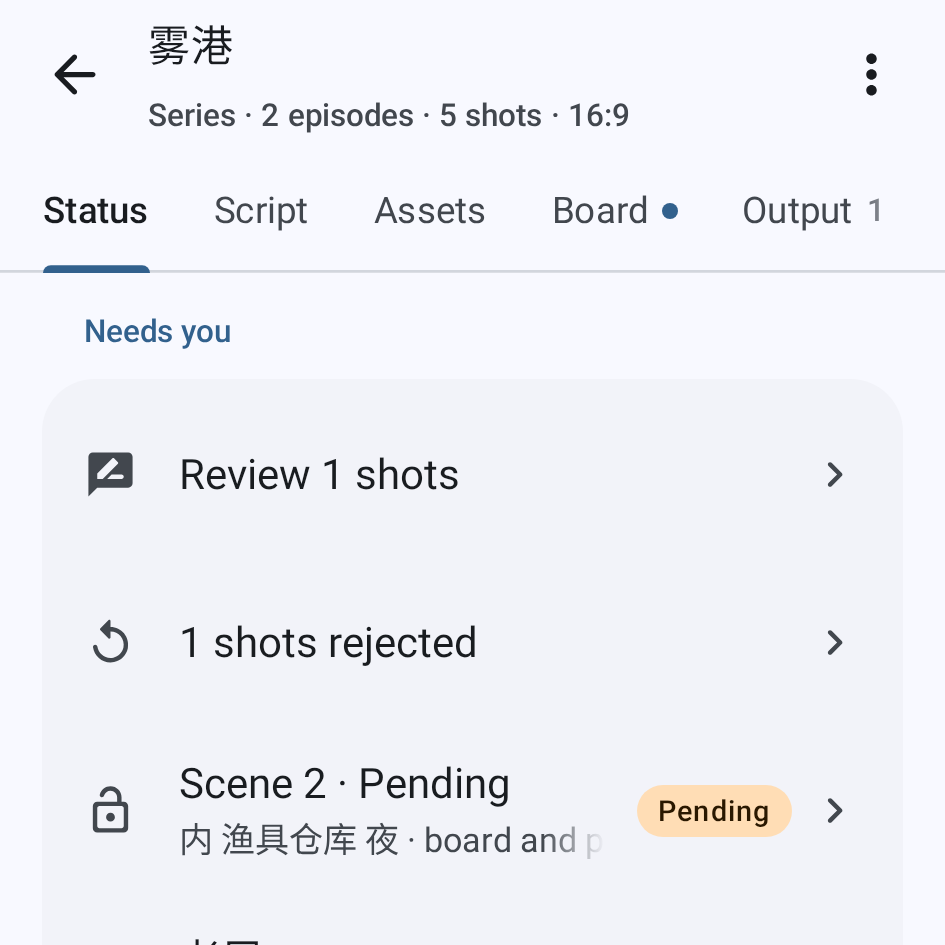 雾港
Series · 2 episodes · 5 shots · 16:9
Status
Script
Assets
Board
Output 1
Needs you
Review 1 shots
1 shots rejected
Scene 2 · Pending
内 渔具仓库 夜 · board and p
Pending